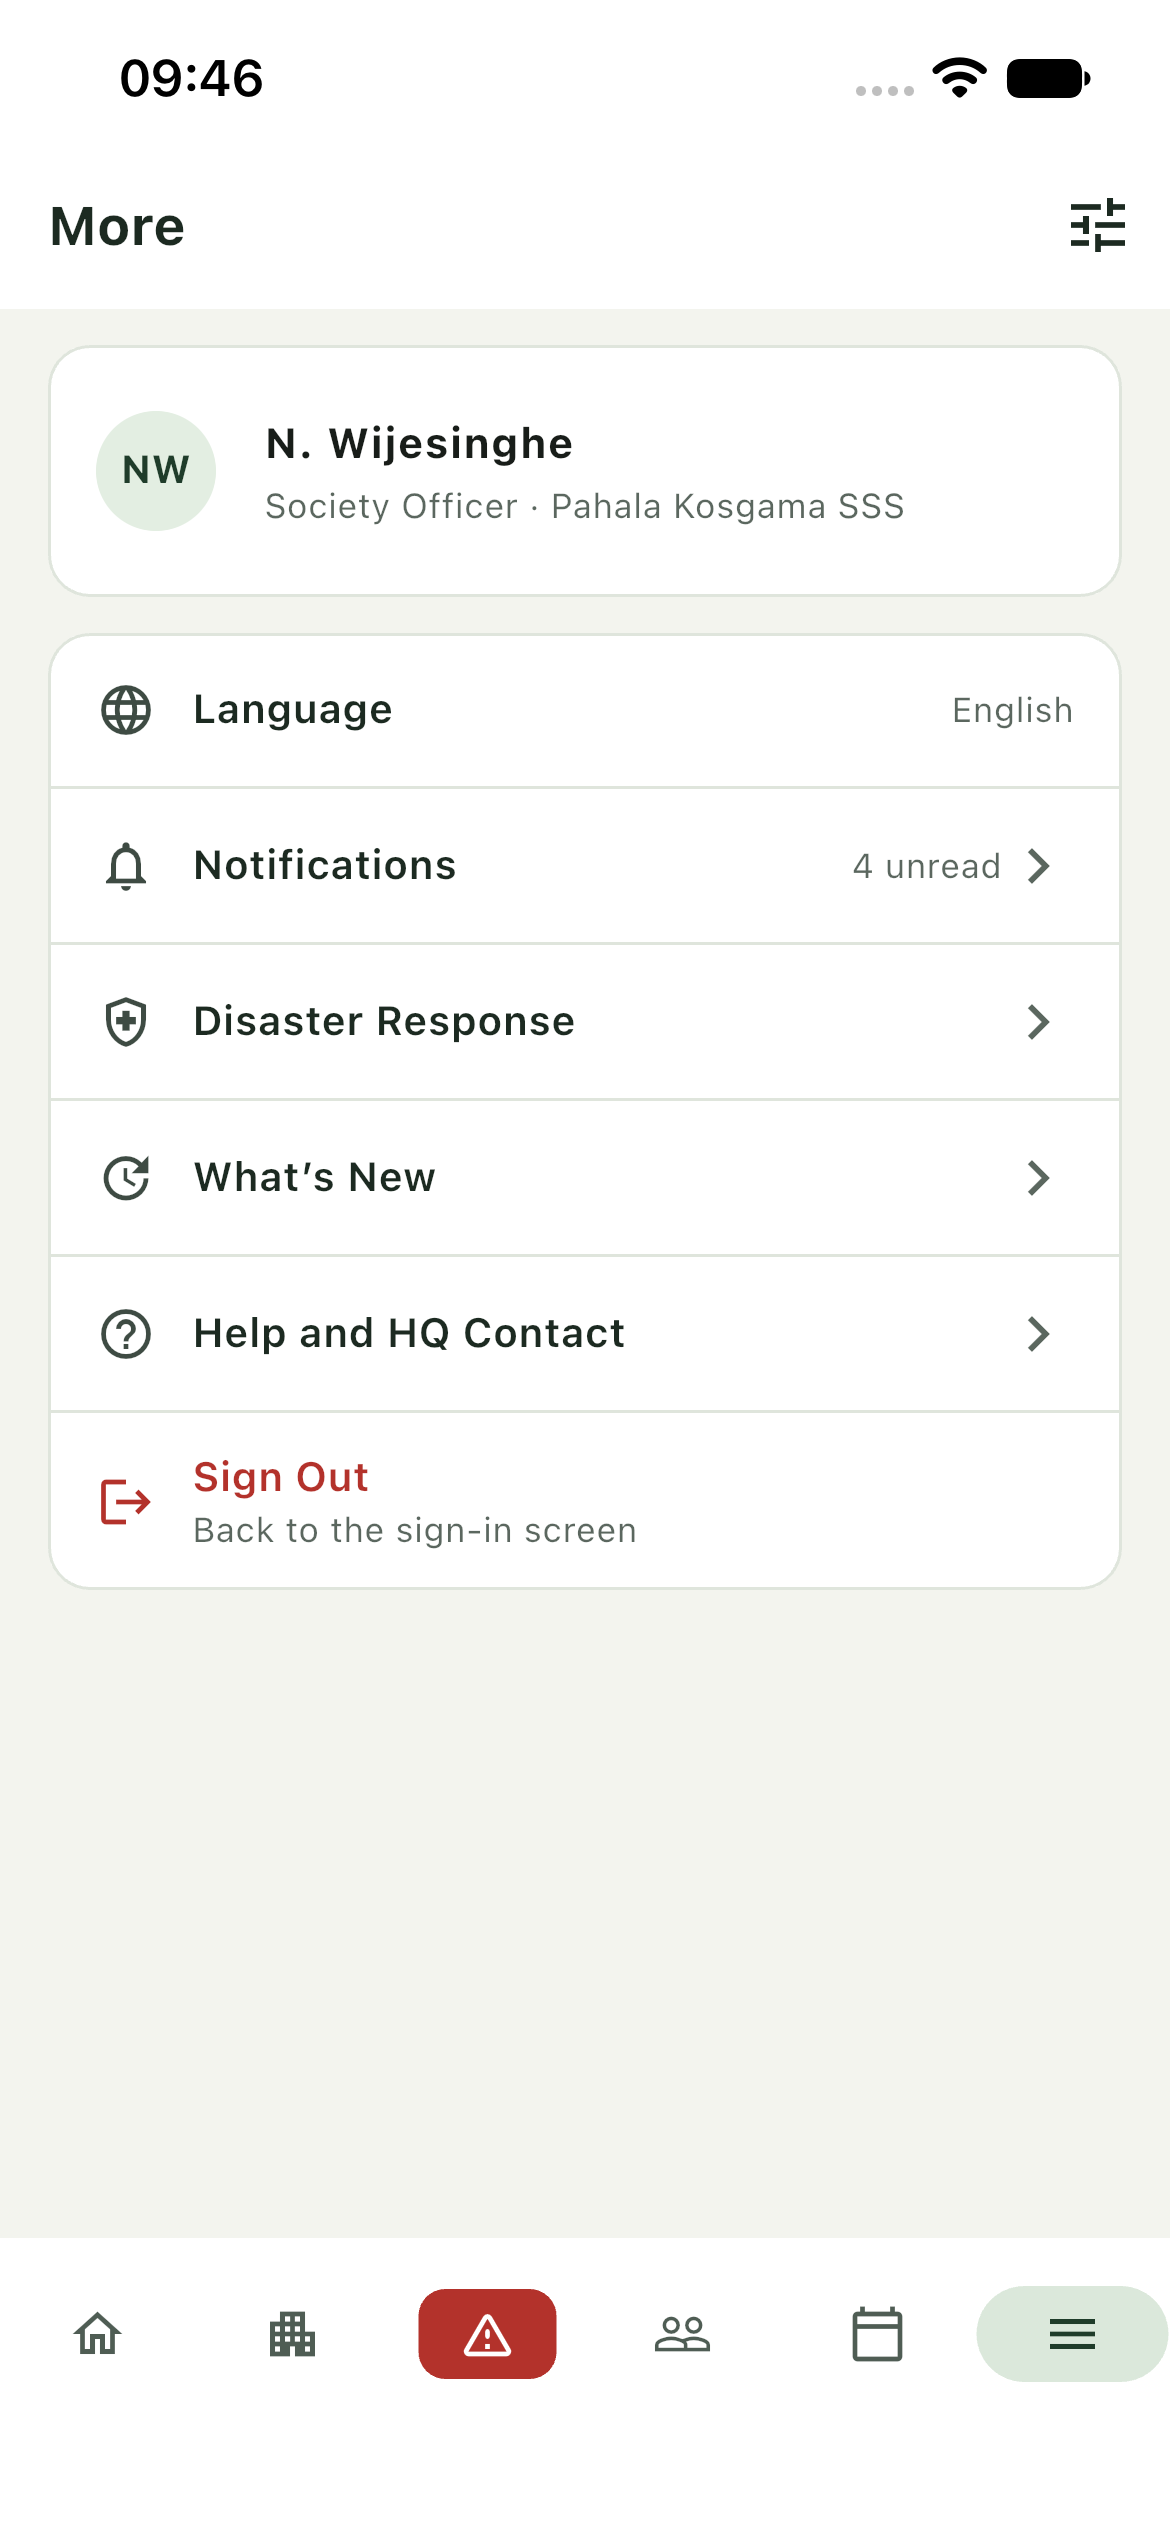 09:46
More
NW
N. Wijesinghe
Society Officer · Pahala Kosgama SSS
Language
English
Notifications
4 unread
Disaster Response
What’s New
Help and HQ Contact
Sign Out
Back to the sign-in screen